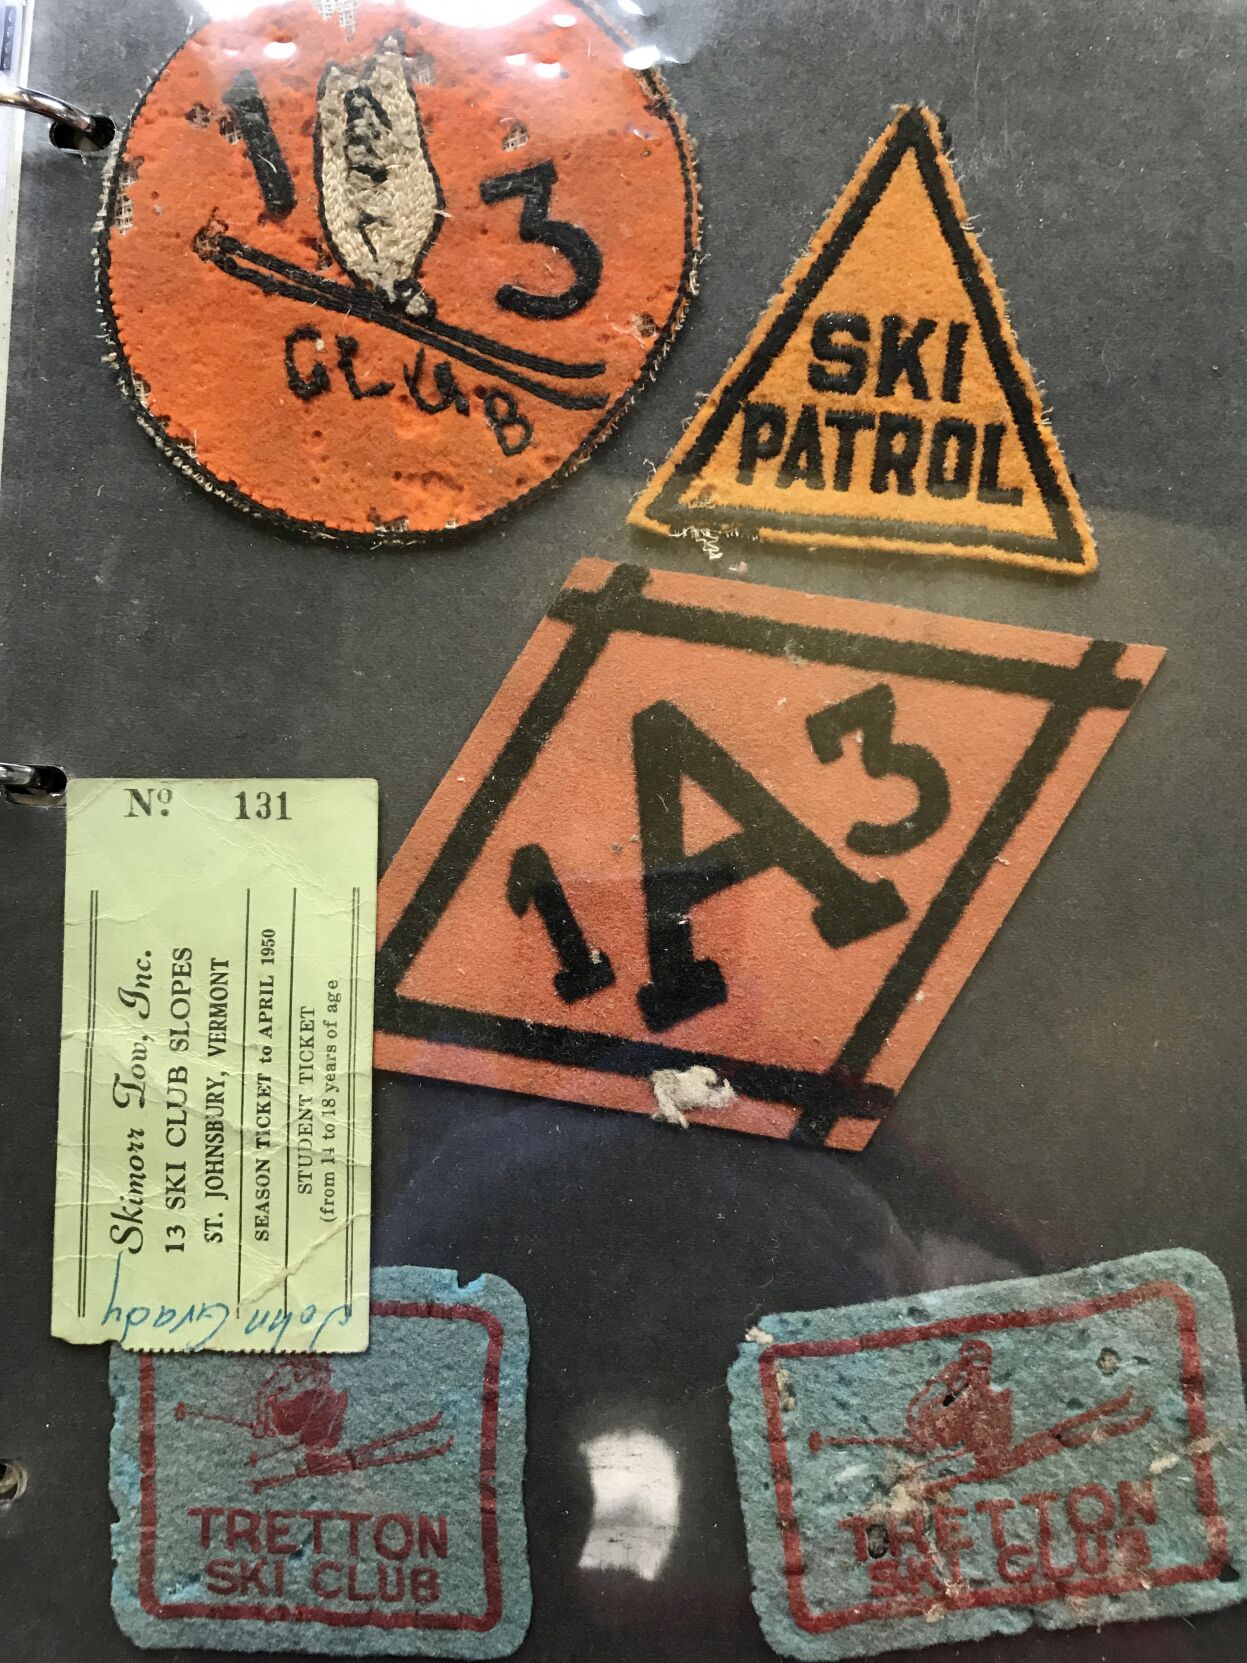 1 3
CLUB
SKI
PATROL
1A3
Nº 131
Skimorr Tow, Inc.
13 SKI CLUB SLOPES
ST. JOHNSBURY, VERMONT
SEASON TICKET to APRIL 1950
STUDENT TICKET
(from 14 to 18 years of age
John Grady
TRETTON
SKI CLUB
TRETTON
SKI CLUB